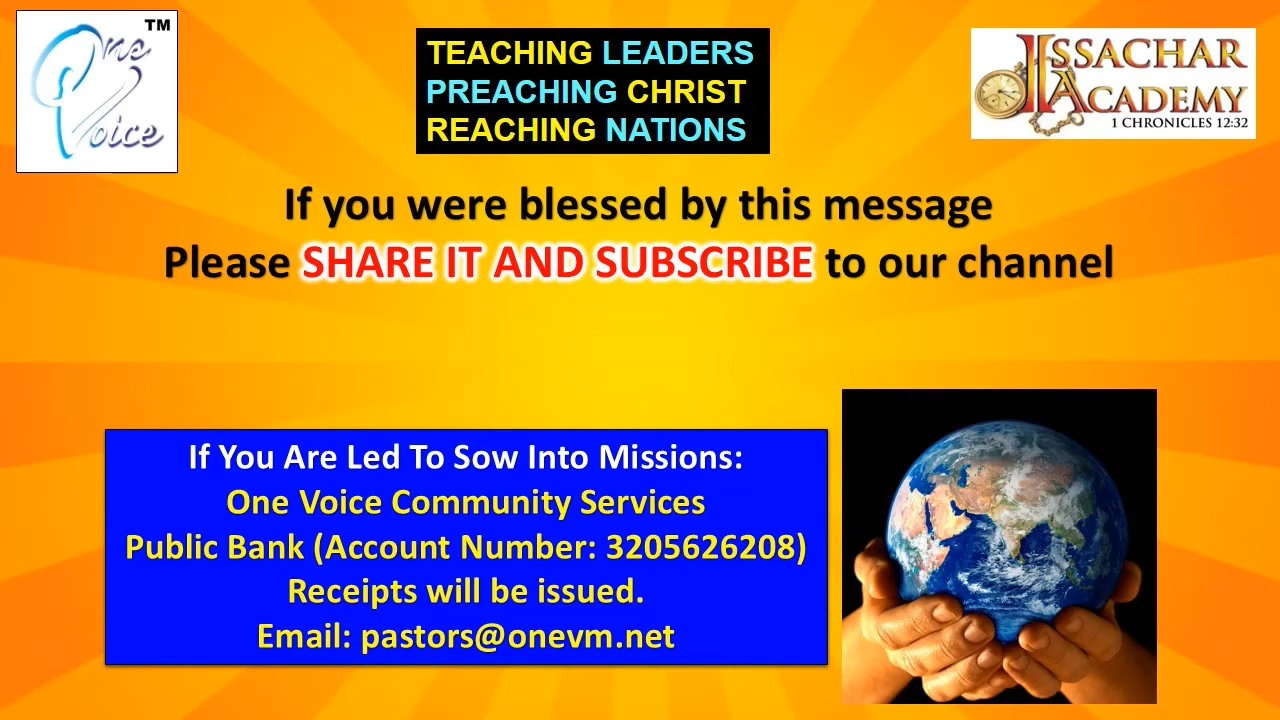 One
Voice
TM
TEACHING LEADERS
PREACHING CHRIST
REACHING NATIONS
ISSACHAR
ACADEMY
1 CHRONICLES 12:32
If you were blessed by this message
Please SHARE IT AND SUBSCRIBE to our channel
If You Are Led To Sow Into Missions:
One Voice Community Services
Public Bank (Account Number: 3205626208)
Receipts will be issued.
Email: pastors@onevm.net